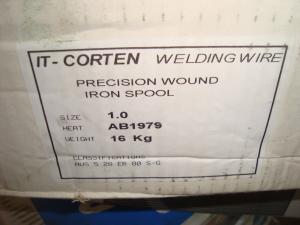 IT- CORTEN WELDING WIRE
PRECISION WOUND
IRON SPOOL
SIZE 1.0
HERT AB1979
WEIGHT 16 Kg
CLASSIFICATIONS
AWS 5.28 ER 80 S-G